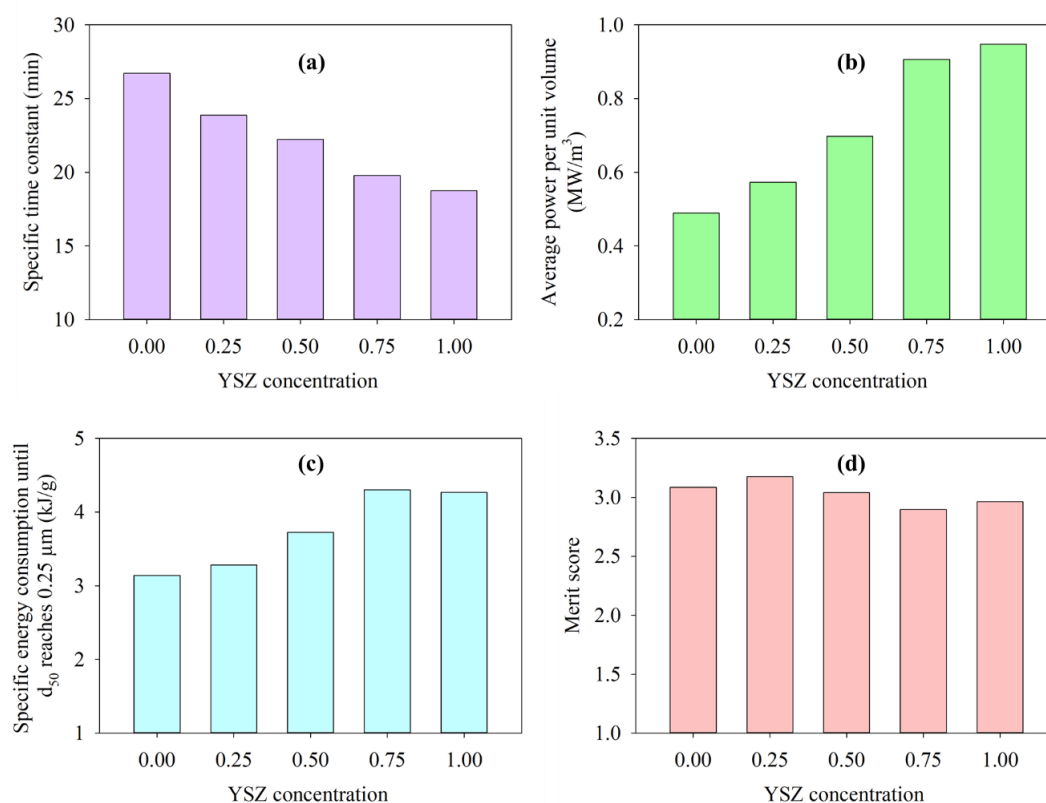 (a)
Specific time constant (min)
30
25
20
15
10
0.00 0.25 0.50 0.75 1.00
YSZ concentration
(b)
Average power per unit volume
(MW/m³)
1.0
0.8
0.6
0.4
0.2
0.00 0.25 0.50 0.75 1.00
YSZ concentration
(c)
Specific energy consumption until
d₅₀ reaches 0.25 µm (kJ/g)
5
4
3
2
1
0.00 0.25 0.50 0.75 1.00
YSZ concentration
(d)
Merit score
3.5
3.0
2.5
2.0
1.5
1.0
0.00 0.25 0.50 0.75 1.00
YSZ concentration